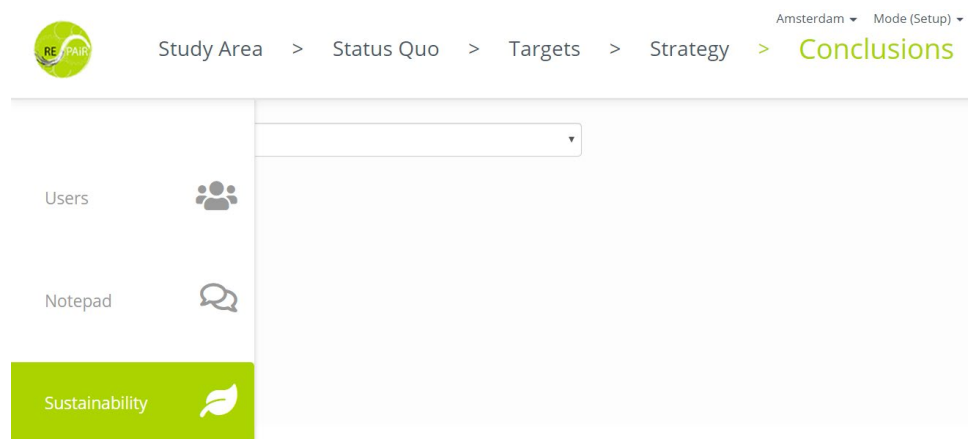 Amsterdam Mode (Setup)
RE PAiR
Study Area > Status Quo > Targets > Strategy > Conclusions
Users
Notepad
Sustainability